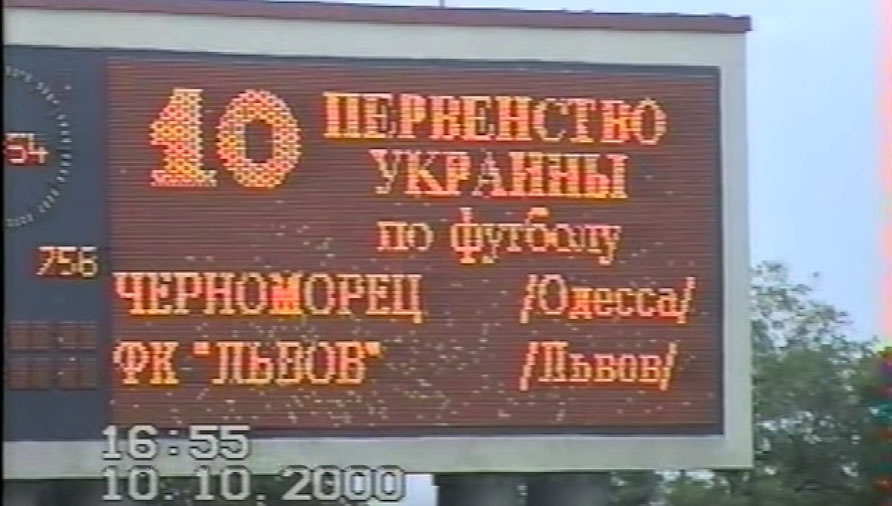 54
756
10 ПЕРВЕНСТВО
УКРАИНЫ
по футболу
ЧЕРНОМОРЕЦ /Одесса/
ФК "ЛЬВОВ" /Львов/
16:55
10.10.2000